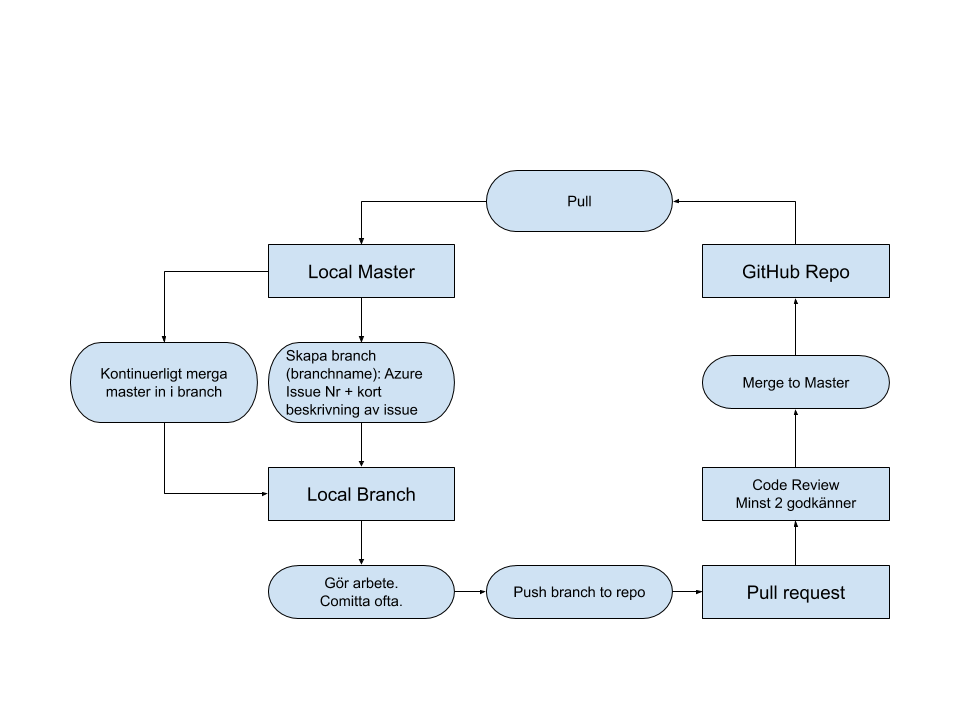 Pull
Local Master
GitHub Repo
Kontinuerligt merga
master in i branch
Skapa branch
(branchname): Azure
Issue Nr + kort
beskrivning av issue
Merge to Master
Local Branch
Code Review
Minst 2 godkänner
Gör arbete.
Comitta ofta.
Push branch to repo
Pull request